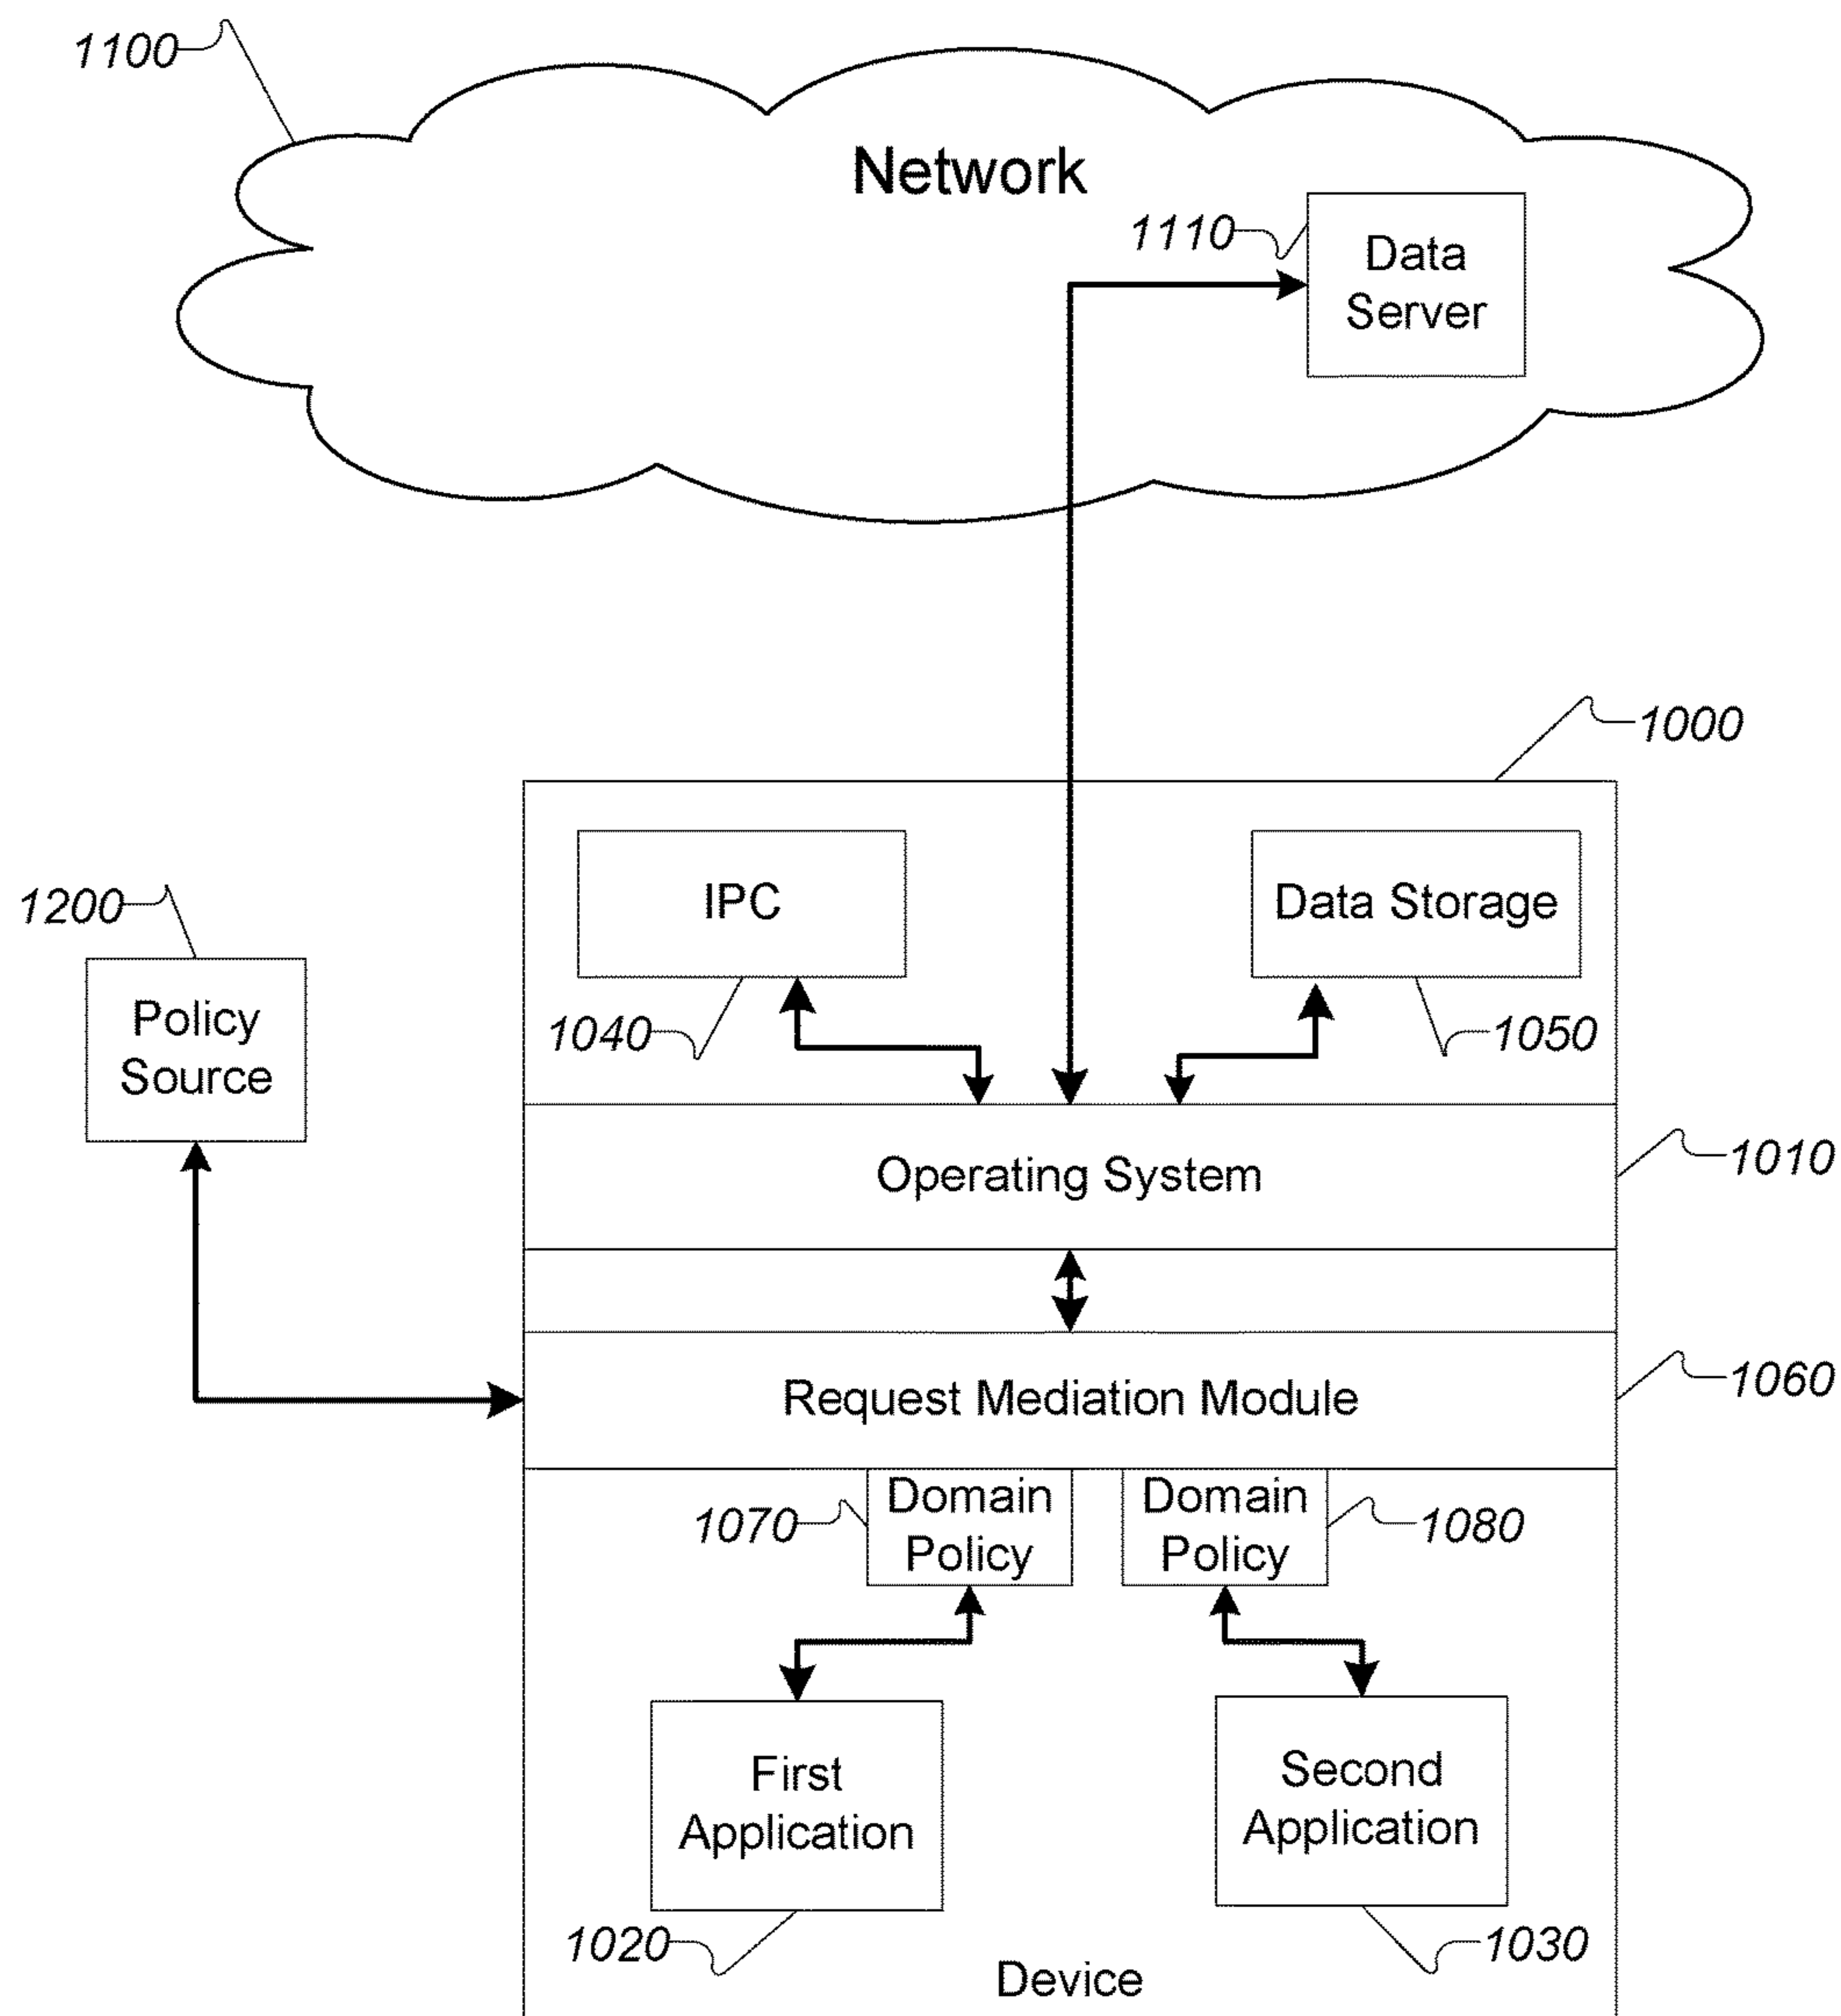 1100
Network
1110
Data
Server
1000
IPC
Data Storage
1200
Policy
Source
1040
1050
Operating System
1010
Request Mediation Module
1060
1070
Domain
Policy
Domain
Policy
1080
First
Application
Second
Application
1020
1030
Device